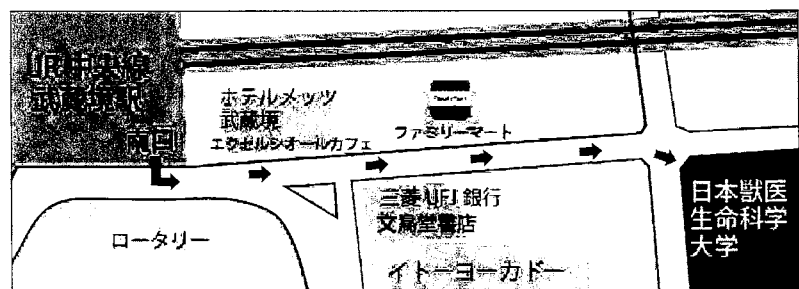 JR中央線
武蔵境駅
南口
ホテルメッツ
武蔵境
エクセルシオールカフェ
FamilyMart
ファミリーマート
三菱UFJ銀行
文鳥堂書店
イトーヨーカドー
ロータリー
日本獣医
生命科学
大学